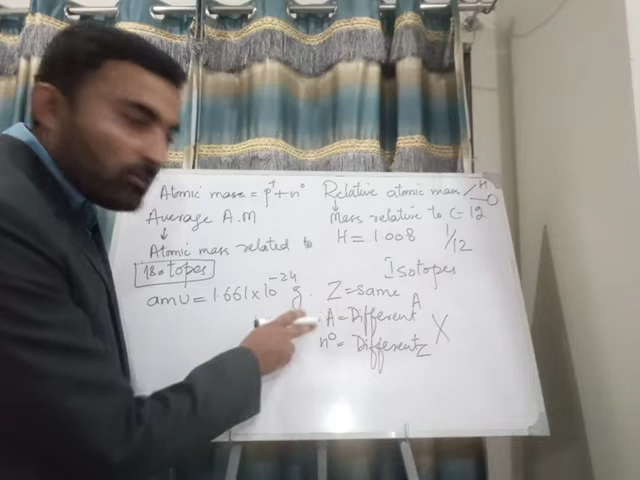 Atomic mass = p⁺ + n⁰
Average A.M
↓
Atomic mass related to
Isotopes
amu = 1.661 × 10⁻²⁴ g.
Relative atomic mass / H
—O
↓
Mass relative to C-12
H = 1.008 1/12
Isotopes
Z = same
A = Different
n⁰ = Different
A
X
Z